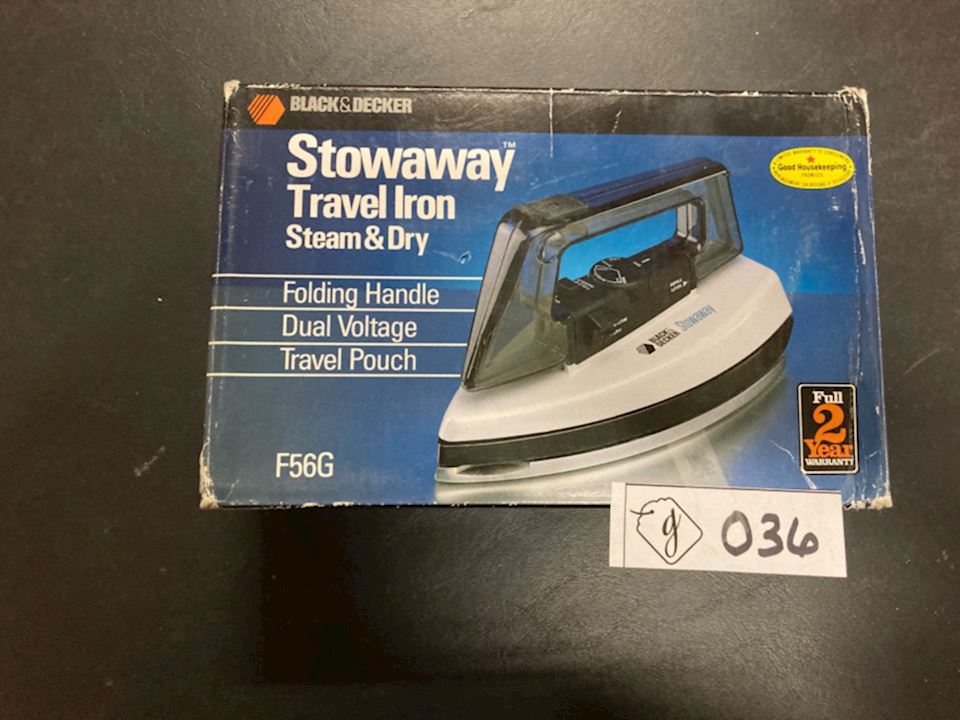 BLACK&DECKER
Stowaway™
Travel Iron
Steam & Dry
Folding Handle
Dual Voltage
Travel Pouch
F56G
Good Housekeeping
PROMISES
BLACK&
DECKER
Stowaway
Full
2
Year
WARRANTY
g 036